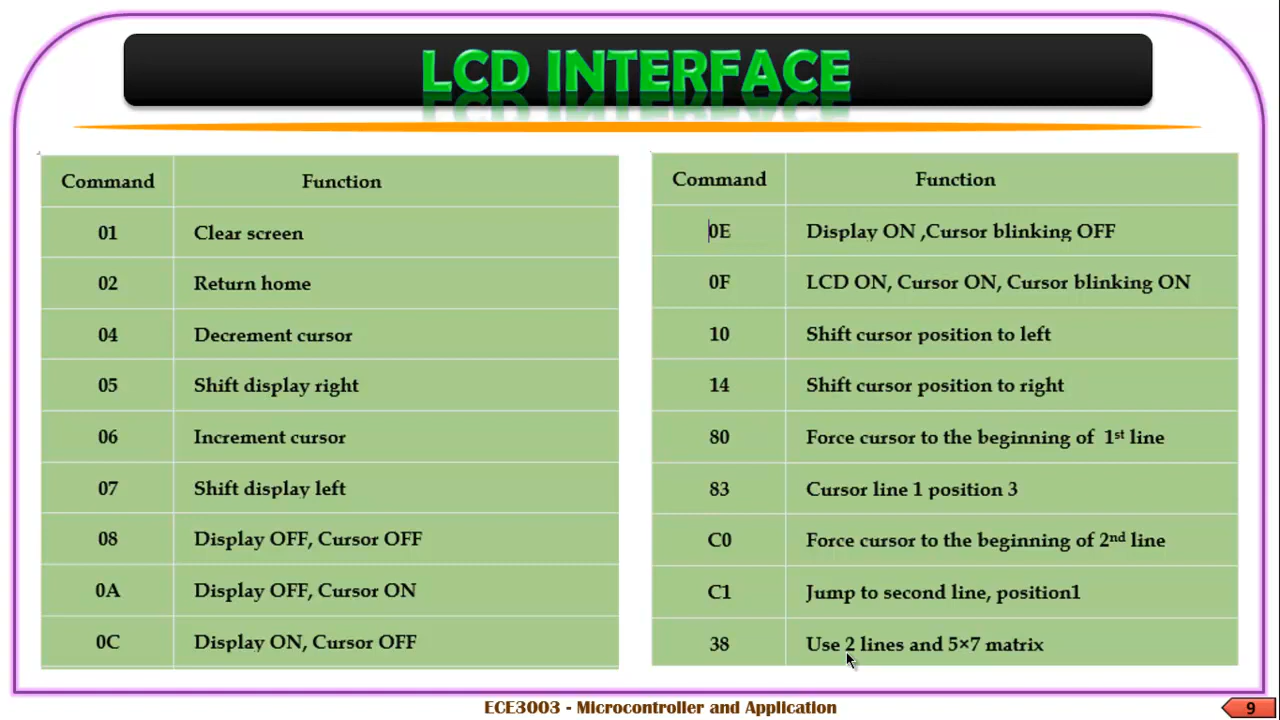 LCD INTERFACE
Command Function
01 Clear screen
02 Return home
04 Decrement cursor
05 Shift display right
06 Increment cursor
07 Shift display left
08 Display OFF, Cursor OFF
0A Display OFF, Cursor ON
0C Display ON, Cursor OFF
Command Function
0E Display ON ,Cursor blinking OFF
0F LCD ON, Cursor ON, Cursor blinking ON
10 Shift cursor position to left
14 Shift cursor position to right
80 Force cursor to the beginning of 1st line
83 Cursor line 1 position 3
C0 Force cursor to the beginning of 2nd line
C1 Jump to second line, position1
38 Use 2 lines and 5×7 matrix
ECE3003 - Microcontroller and Application
9